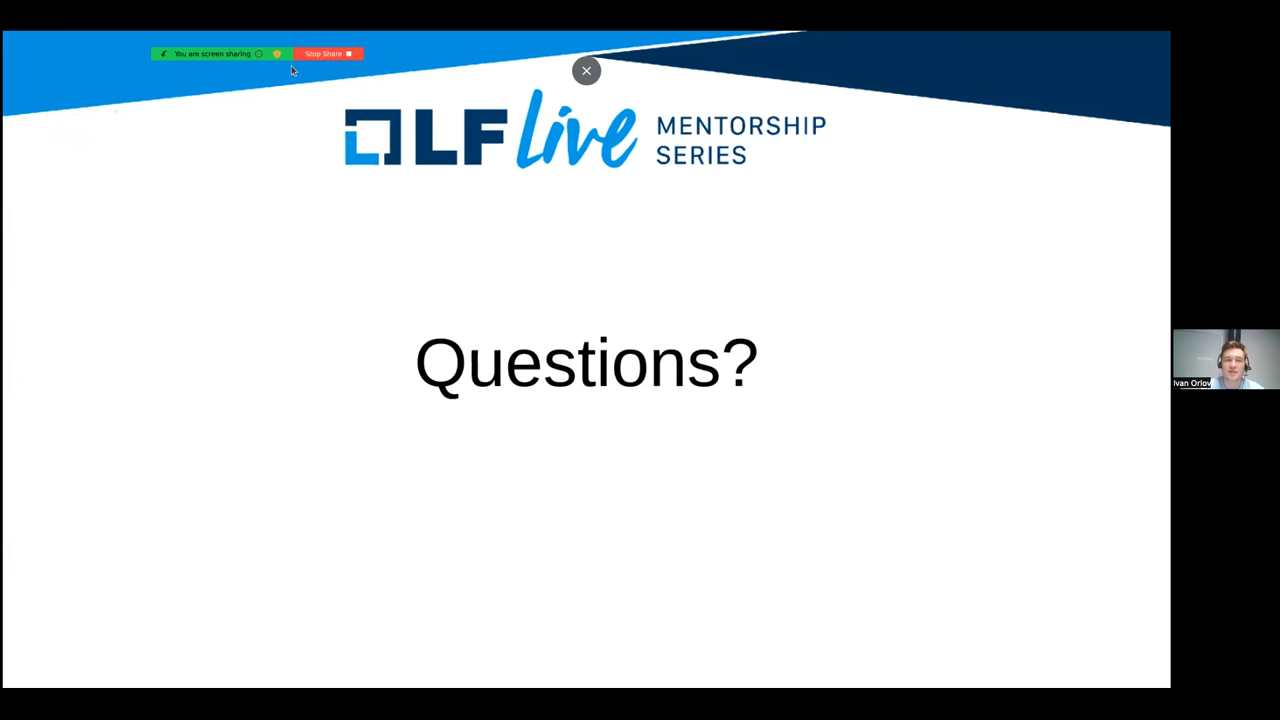 You are screen sharing
Stop Share
LF Live MENTORSHIP
SERIES
Questions?
Ivan Orlov